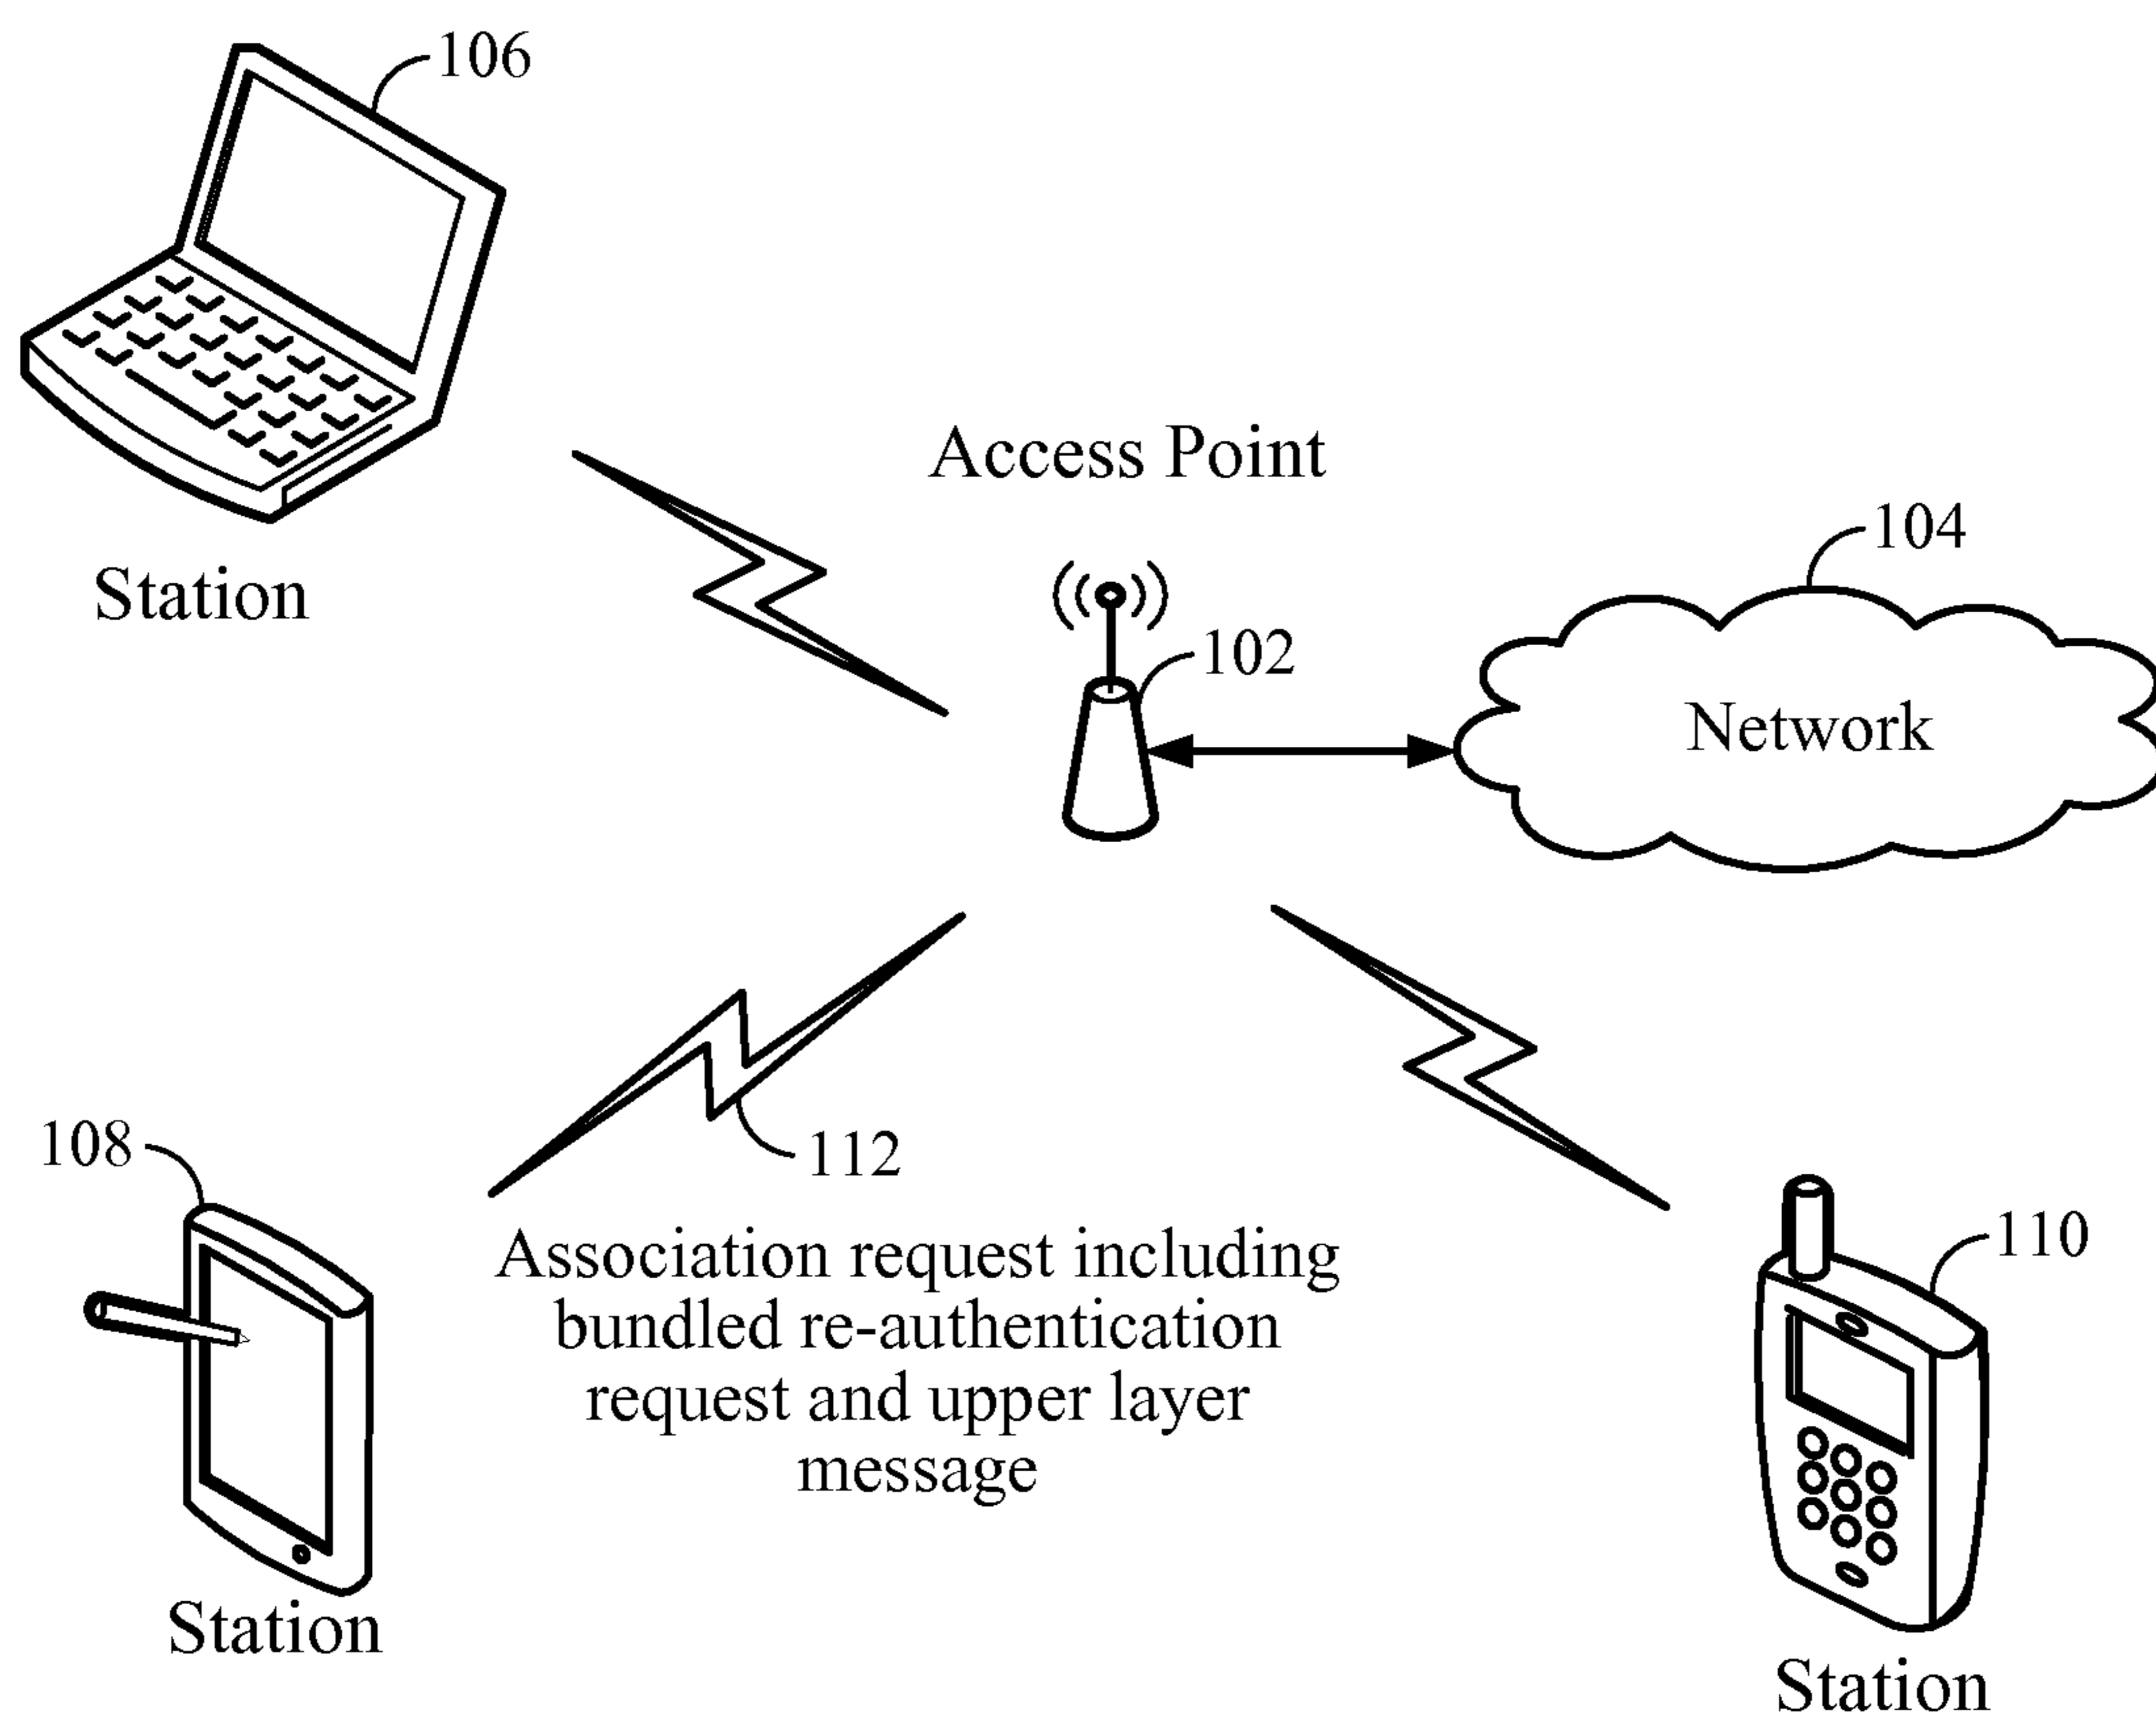 106
Station
Access Point
104
102
Network
108
112
Association request including
bundled re-authentication
request and upper layer
message
110
Station
Station